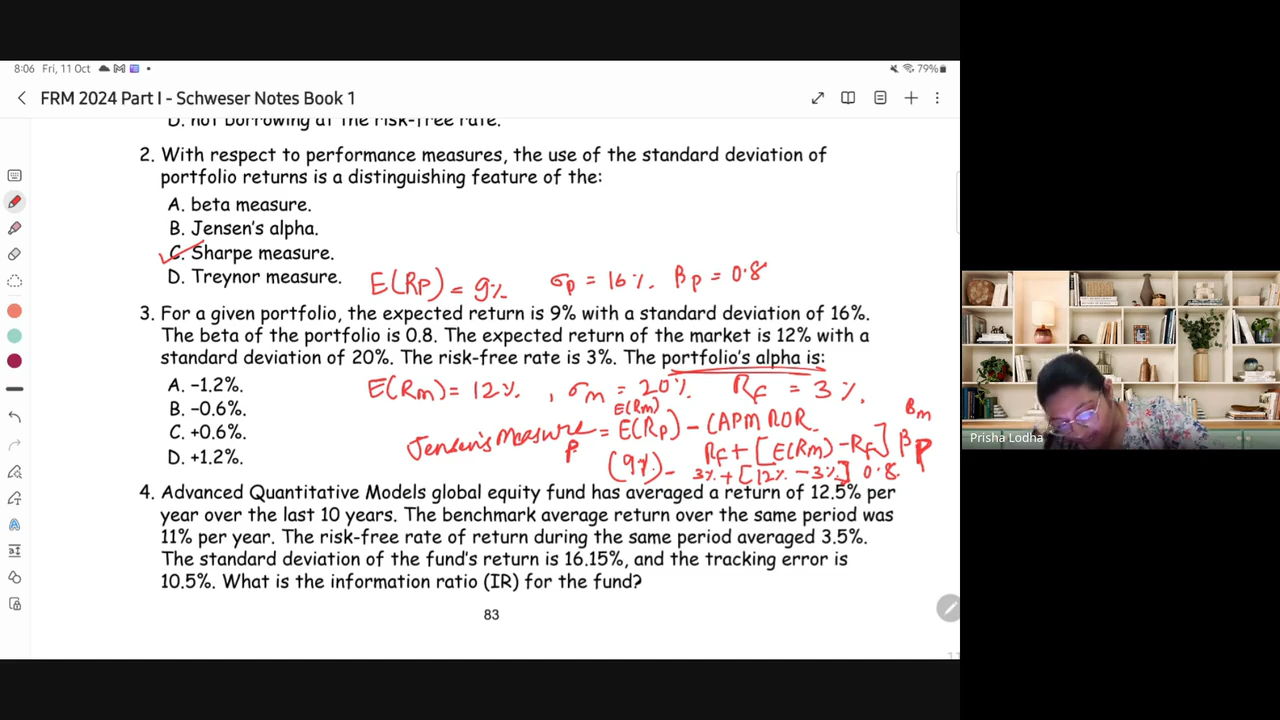 8:06 Fri, 11 Oct 79%
FRM 2024 Part I - Schweser Notes Book 1
D. not borrowing at the risk-free rate.
2. With respect to performance measures, the use of the standard deviation of
portfolio returns is a distinguishing feature of the:
A. beta measure.
B. Jensen's alpha.
C. Sharpe measure.
D. Treynor measure.
E(RP) = 9% σp = 16%. βp = 0.8
3. For a given portfolio, the expected return is 9% with a standard deviation of 16%.
The beta of the portfolio is 0.8. The expected return of the market is 12% with a
standard deviation of 20%. The risk-free rate is 3%. The portfolio's alpha is:
A. −1.2%.
B. −0.6%.
C. +0.6%.
D. +1.2%.
E(Rm) = 12%, σm = 20% RF = 3%.
E(Rm) βm
Jensen's Measure p = E(RP) - CAPM ROR
RF + [E(Rm) - RF] βP
(9%) - 3% + [12% - 3%] 0.8
4. Advanced Quantitative Models global equity fund has averaged a return of 12.5% per
year over the last 10 years. The benchmark average return over the same period was
11% per year. The risk-free rate of return during the same period averaged 3.5%.
The standard deviation of the fund's return is 16.15%, and the tracking error is
10.5%. What is the information ratio (IR) for the fund?
83
Prisha Lodha